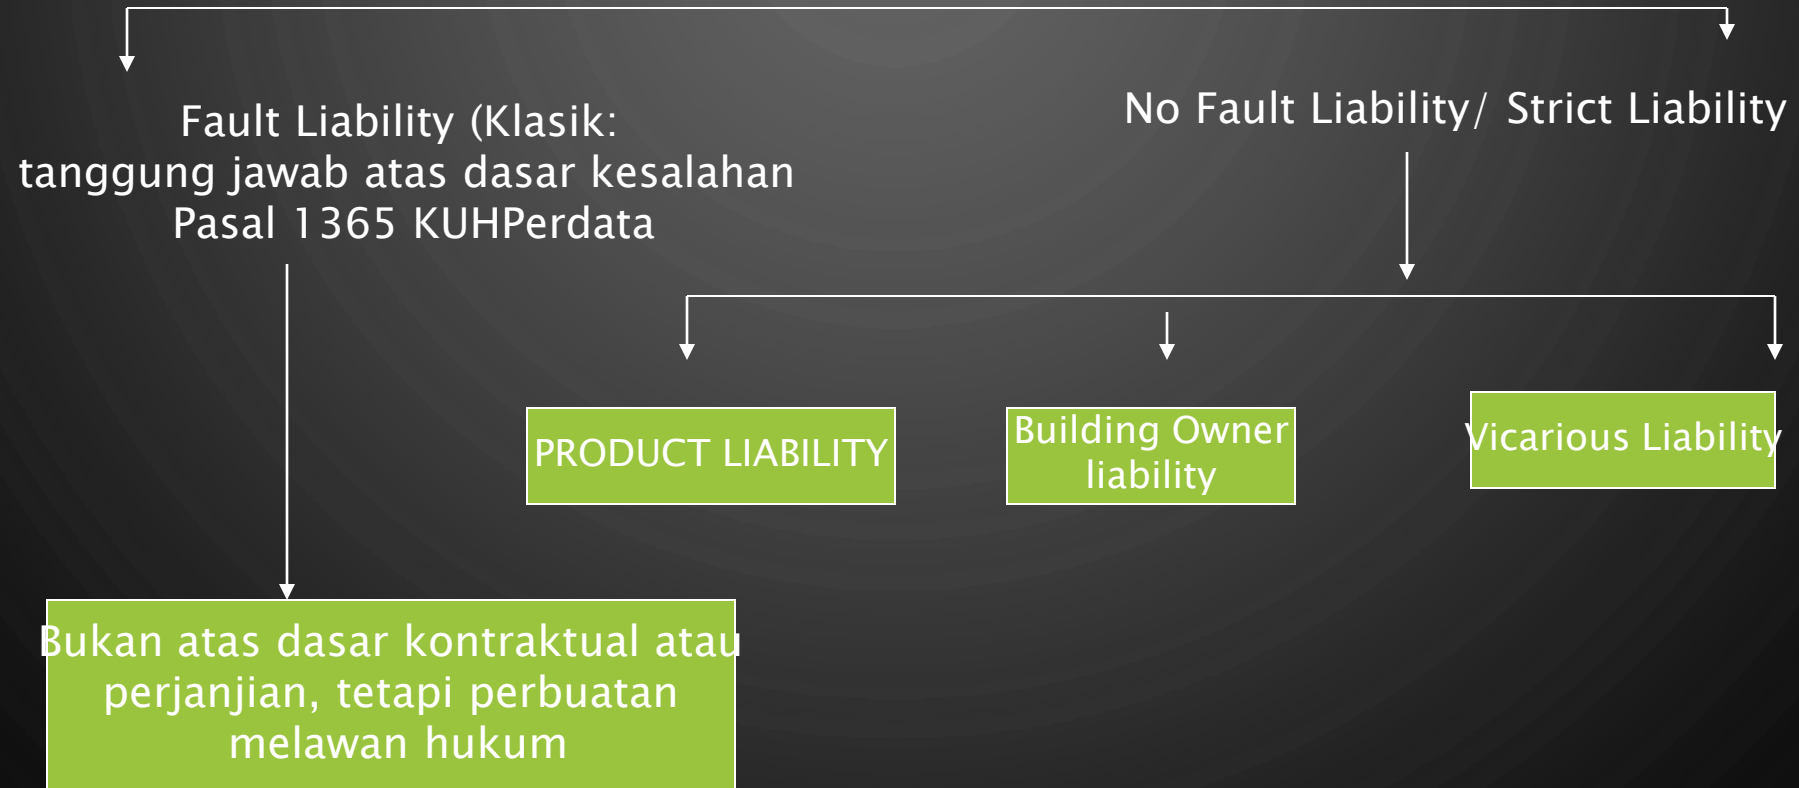 Fault Liability (Klasik:
tanggung jawab atas dasar kesalahan
Pasal 1365 KUHPerdata
No Fault Liability/ Strict Liability
PRODUCT LIABILITY
Building Owner
liability
Vicarious Liability
Bukan atas dasar kontraktual atau
perjanjian, tetapi perbuatan
melawan hukum